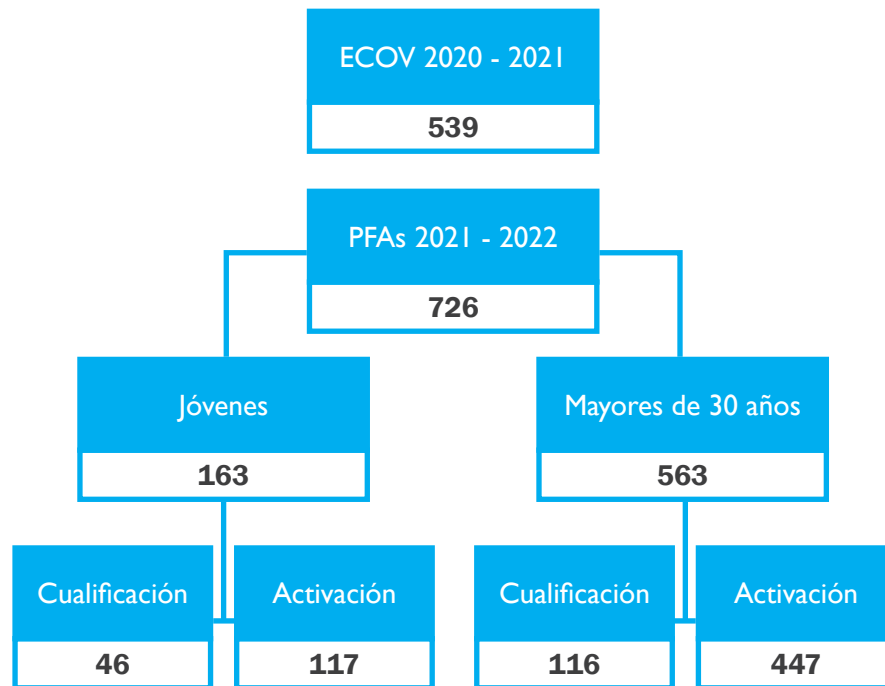 ECOV 2020 - 2021
539
PFAs 2021 - 2022
726
Jóvenes
163
Mayores de 30 años
563
Cualificación
46
Activación
117
Cualificación
116
Activación
447